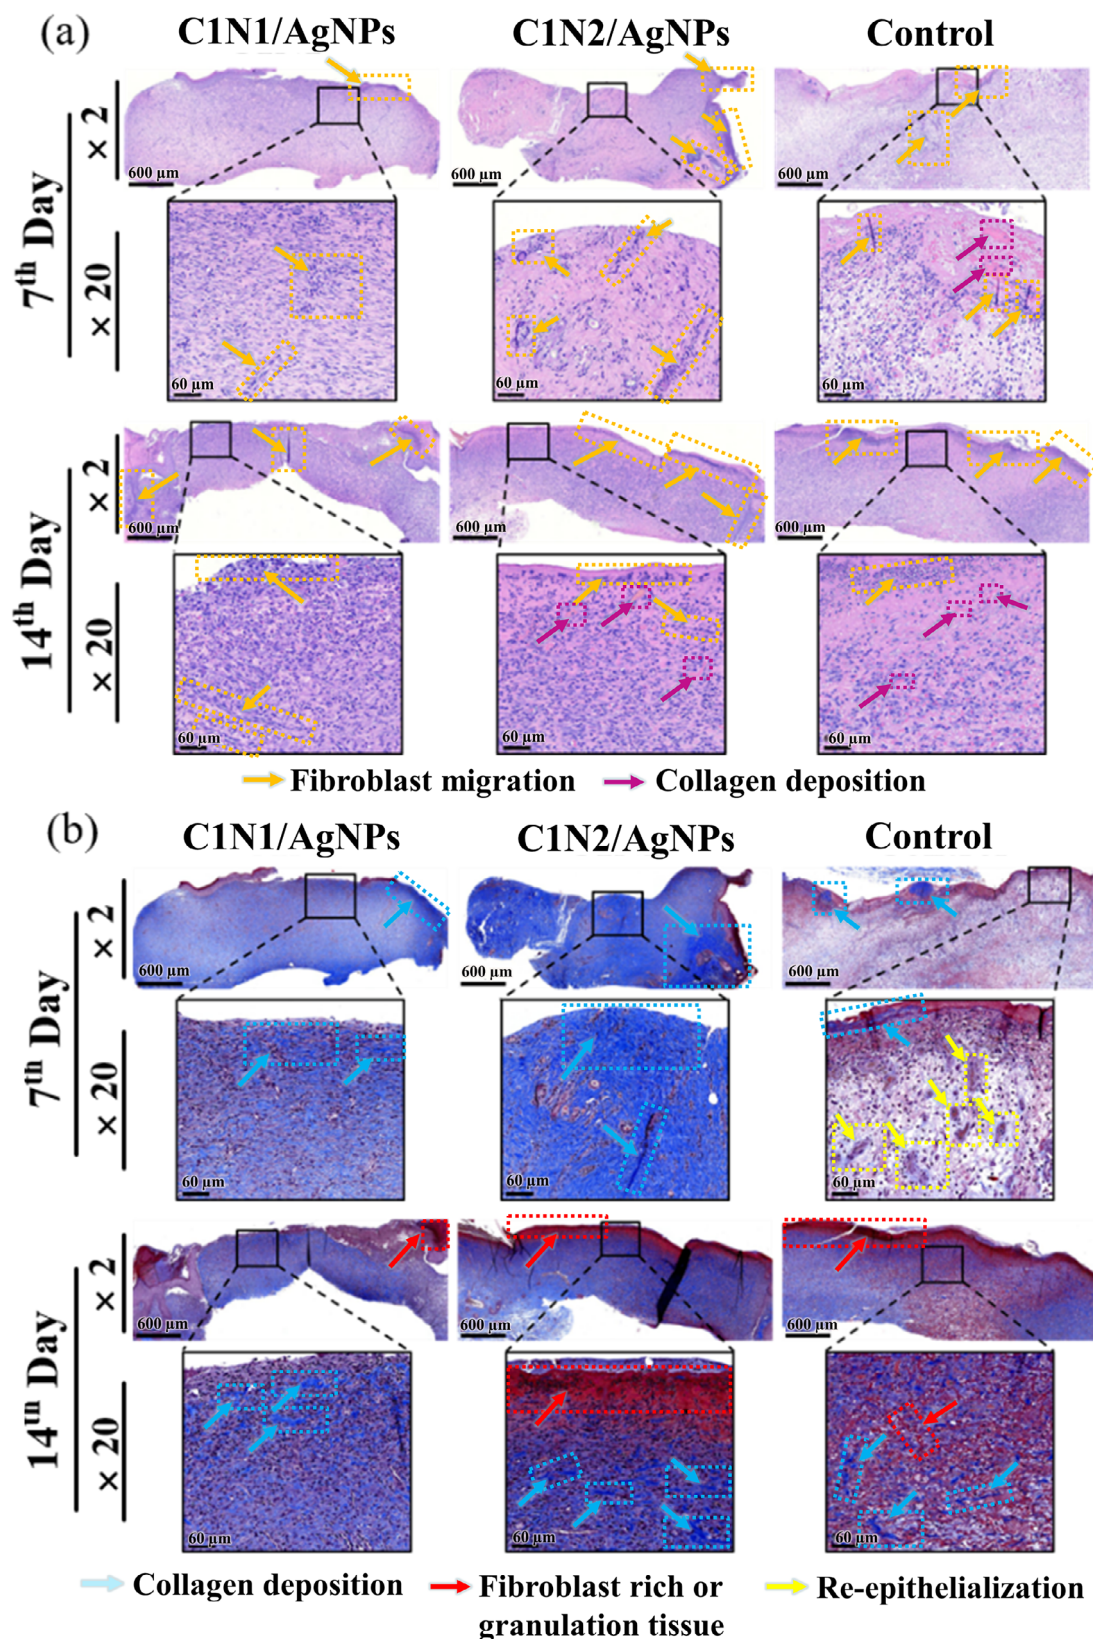 (a)
C1N1/AgNPs C1N2/AgNPs Control
7th Day
× 2
600 µm 600 µm 600 µm
× 20
60 µm 60 µm 60 µm
14th Day
× 2
600 µm 600 µm 600 µm
× 20
60 µm 60 µm 60 µm
Fibroblast migration Collagen deposition
(b)
C1N1/AgNPs C1N2/AgNPs Control
7th Day
× 2
600 µm 600 µm 600 µm
× 20
60 µm 60 µm 60 µm
14th Day
× 2
600 µm 600 µm 600 µm
× 20
60 µm 60 µm 60 µm
Collagen deposition Fibroblast rich or Re-epithelialization
granulation tissue